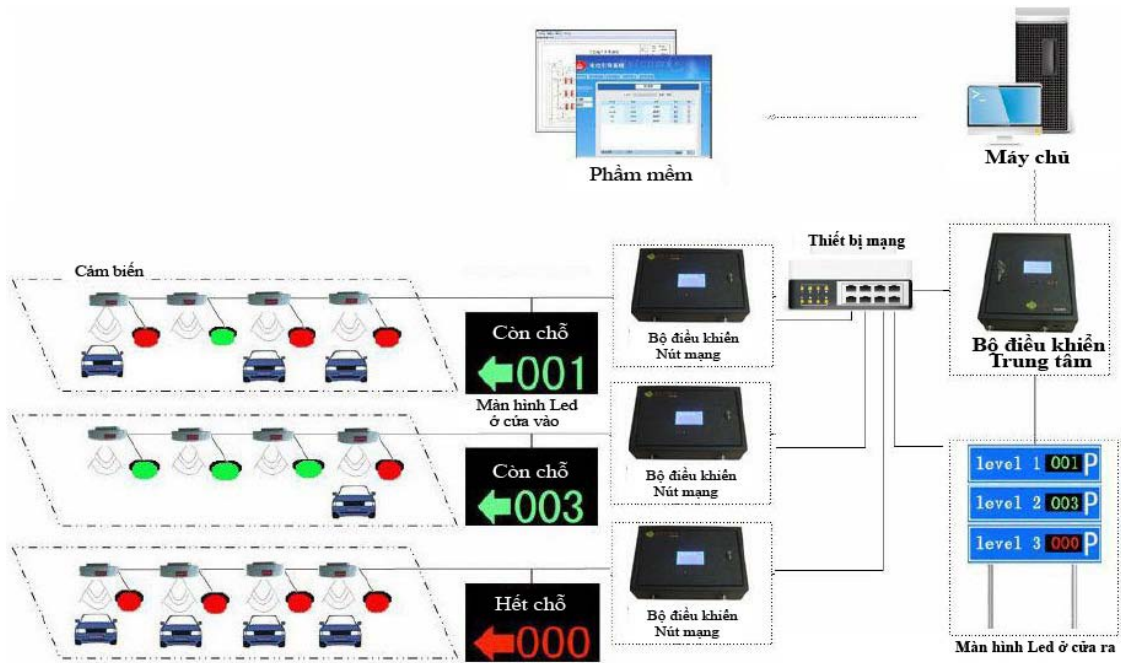 Phầm mềm
Máy chủ
Thiết bị mạng
Cảm biến
Còn chỗ
001
Màn hình Led
ở cửa vào
Bộ điều khiển
Nút mạng
Bộ điều khiển
Trung tâm
Còn chỗ
003
Bộ điều khiển
Nút mạng
level 1 001 P
level 2 003 P
level 3 000 P
Hết chỗ
000
Bộ điều khiển
Nút mạng
Màn hình Led ở cửa ra